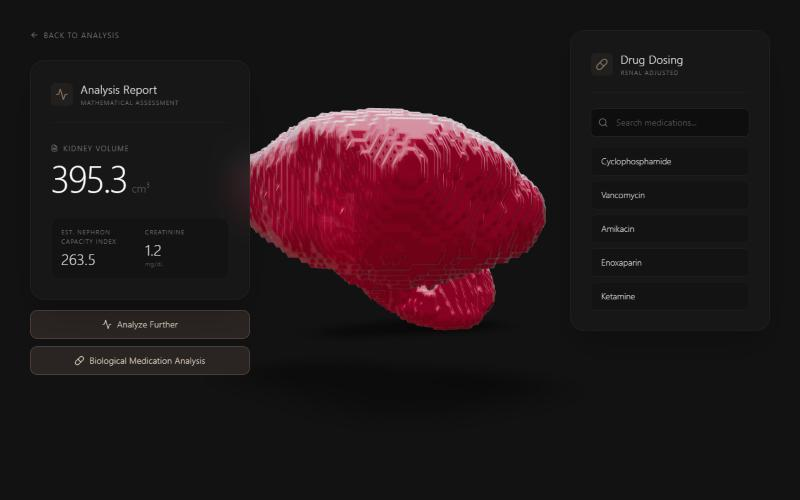 BACK TO ANALYSIS
Analysis Report
MATHEMATICAL ASSESSMENT
KIDNEY VOLUME
395.3 cm³
EST. NEPHRON
CAPACITY INDEX
263.5
CREATININE
1.2
mg/dL
Analyze Further
Biological Medication Analysis
Drug Dosing
RENAL ADJUSTED
Search medications...
Cyclophosphamide
Vancomycin
Amikacin
Enoxaparin
Ketamine